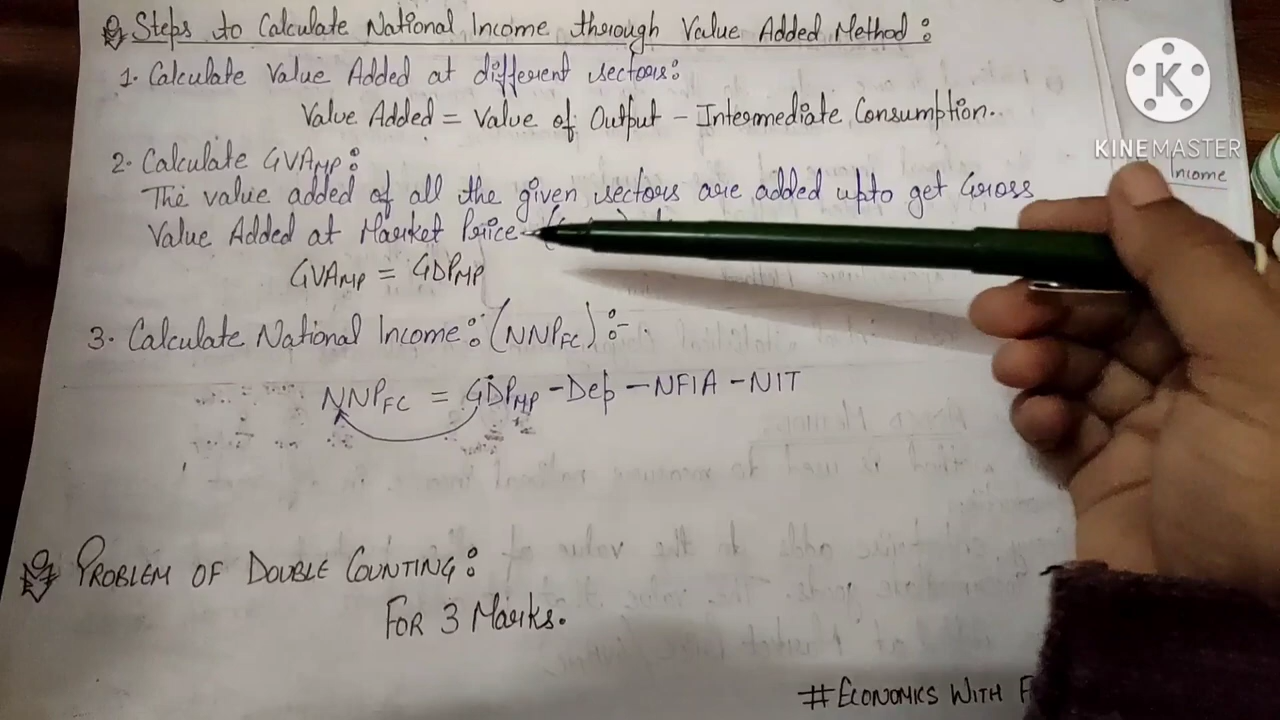 Steps to Calculate National Income through Value Added Method:
1. Calculate Value Added at different sectors:
Value Added = Value of Output - Intermediate Consumption.
K
KINEMASTER
Income
2. Calculate GVAMP:
The value added of all the given sectors are added upto get Gross
Value Added at Market Price
GVAMP = GDPMP
3. Calculate National Income: (NNPFC):-
NNPFC = GDPMP - Dep - NFIA - NIT
PROBLEM OF DOUBLE COUNTING:
FOR 3 Marks.
#ECONOMICS WITH